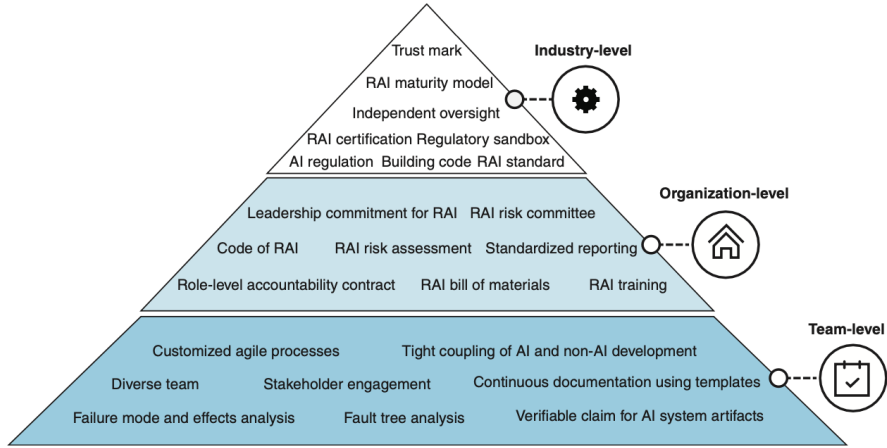 Trust mark
Industry-level
RAI maturity model
Independent oversight
RAI certification Regulatory sandbox
AI regulation Building code RAI standard
Organization-level
Leadership commitment for RAI RAI risk committee
Code of RAI RAI risk assessment Standardized reporting
Role-level accountability contract RAI bill of materials RAI training
Team-level
Customized agile processes Tight coupling of AI and non-AI development
Diverse team Stakeholder engagement Continuous documentation using templates
Failure mode and effects analysis Fault tree analysis Verifiable claim for AI system artifacts